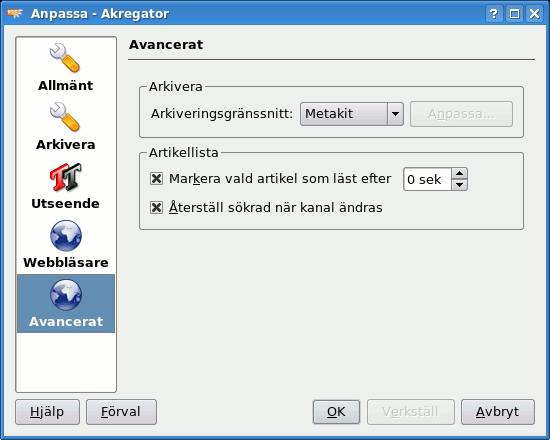 Anpassa - Akregator
Allmänt
Arkivera
Utseende
Webbläsare
Avancerat
Avancerat
Arkivera
Arkiveringsgränssnitt: Metakit Anpassa...
Artikellista
Markera vald artikel som läst efter 0 sek
Återställ sökrad när kanal ändras
Hjälp Förval OK Verkställ Avbryt